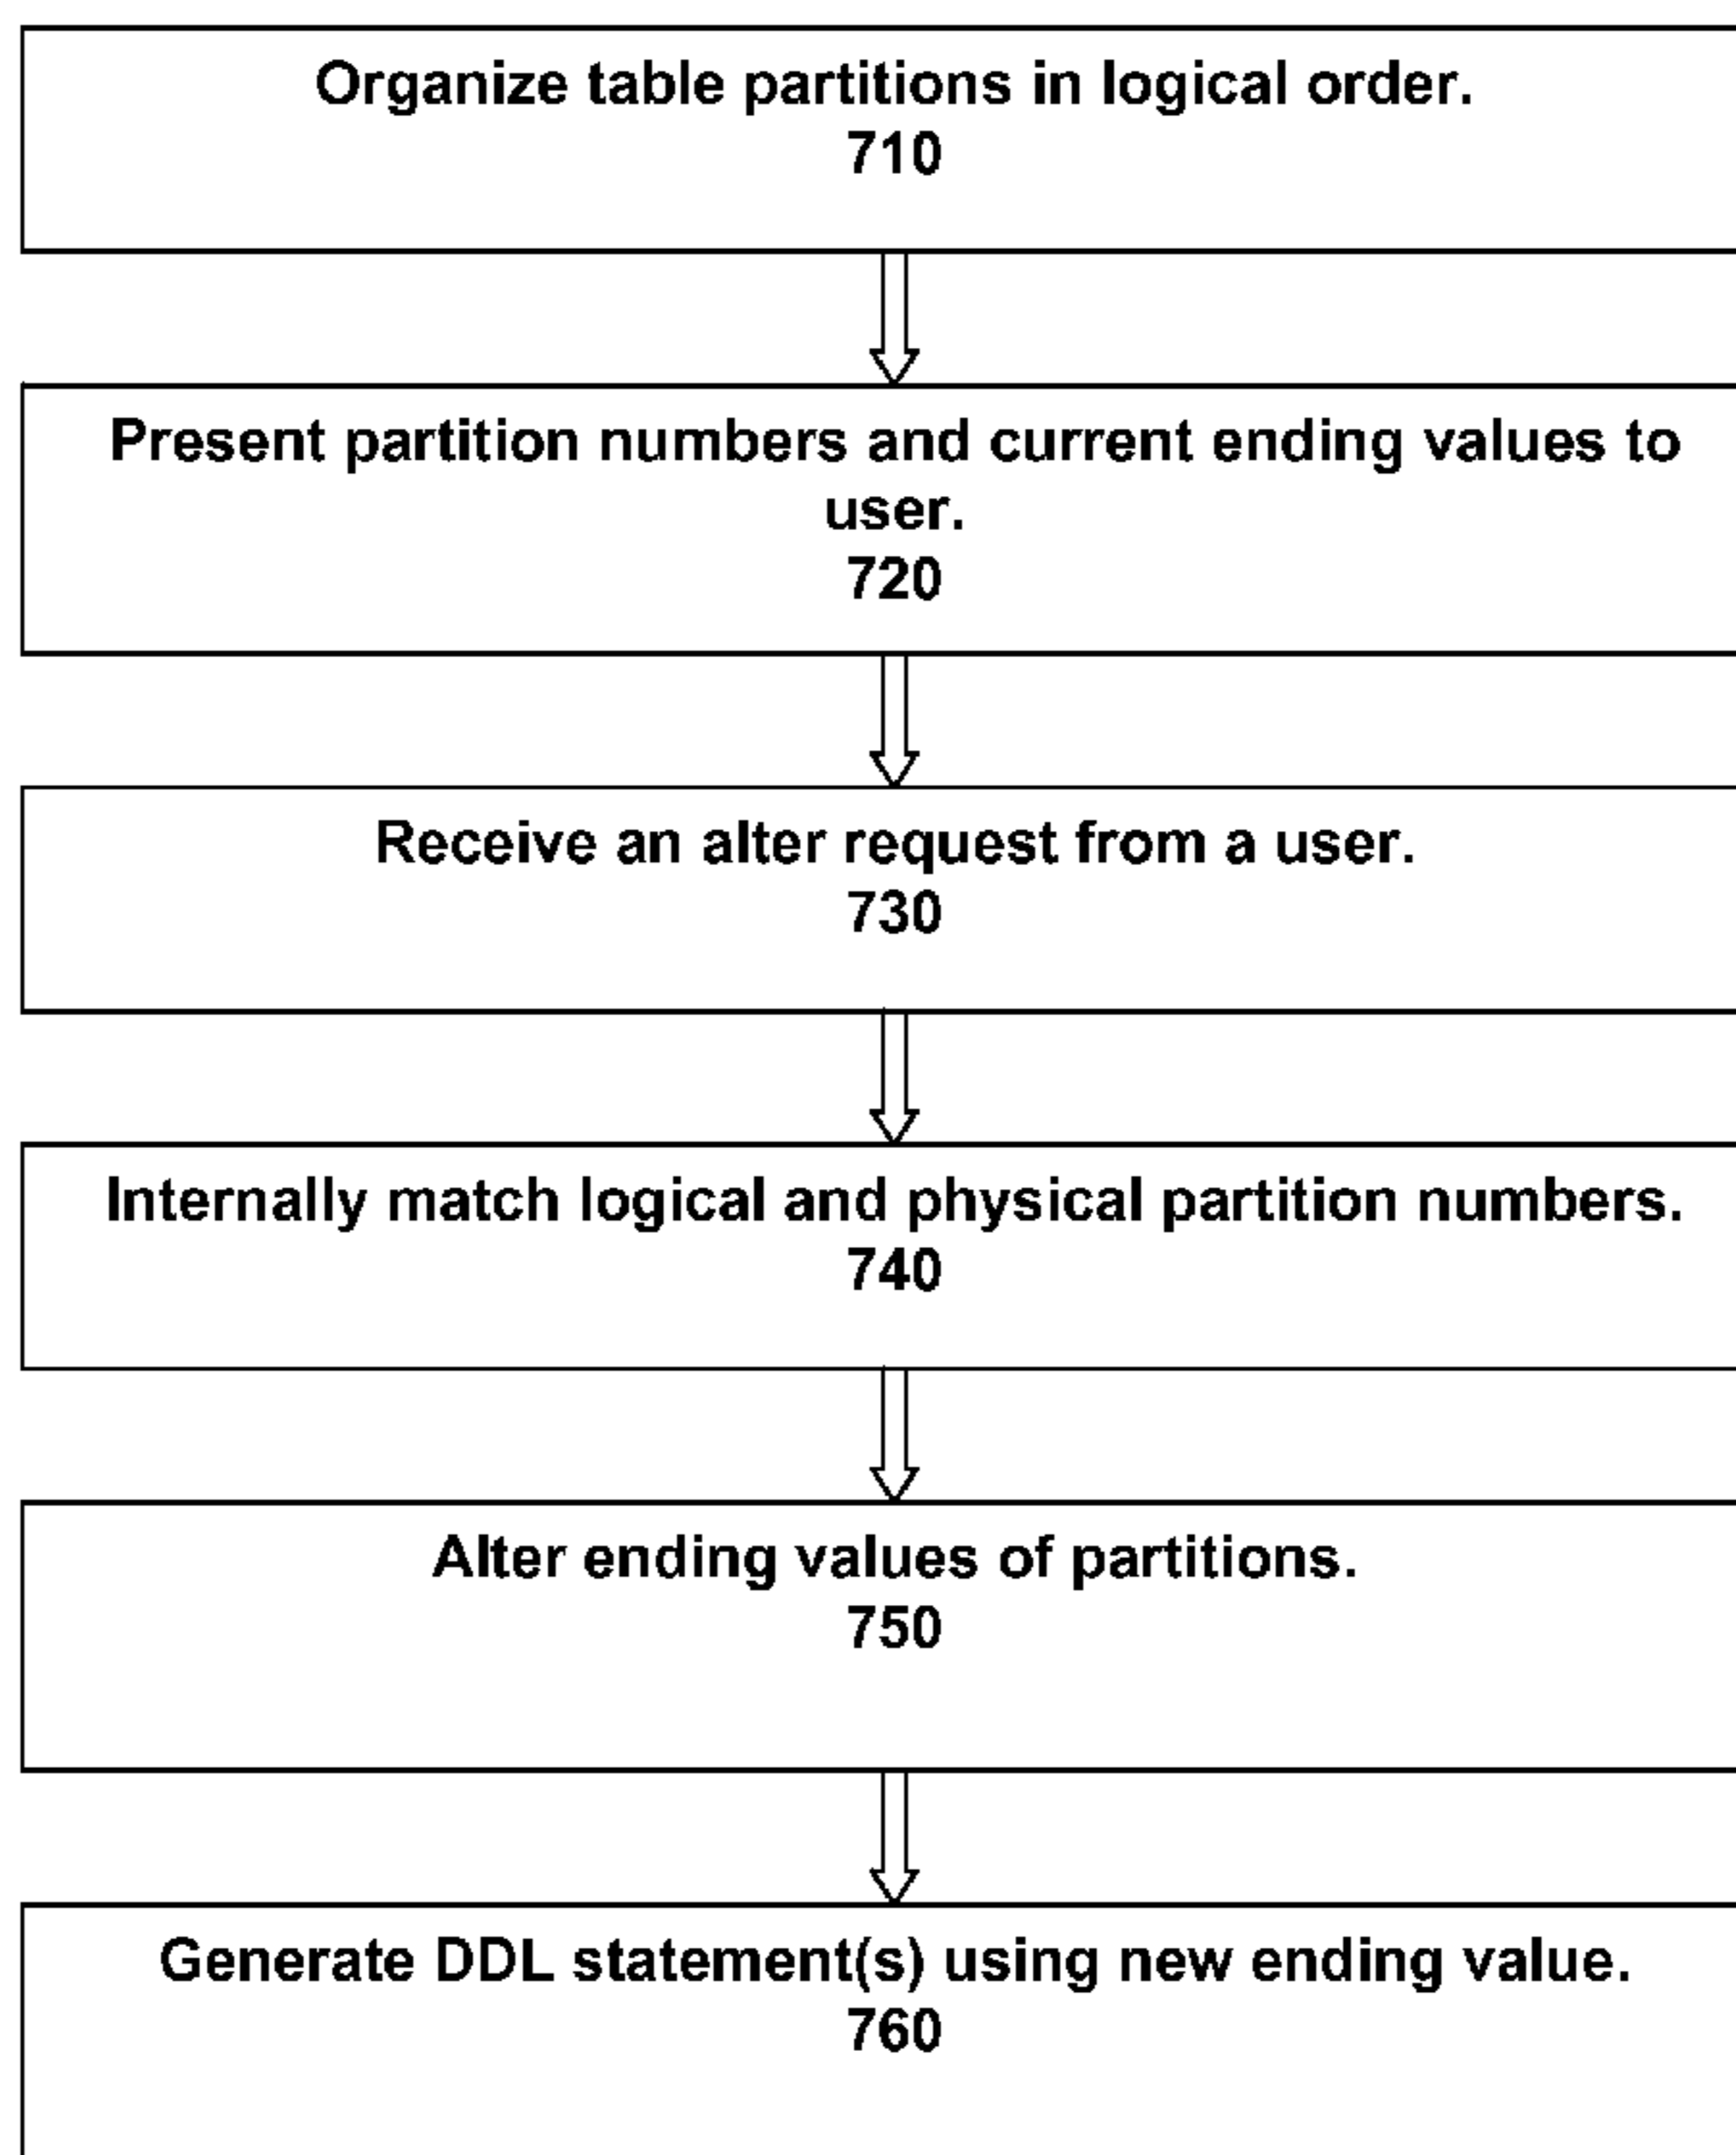 Organize table partitions in logical order.
710
Present partition numbers and current ending values to
user.
720
Receive an alter request from a user.
730
Internally match logical and physical partition numbers.
740
Alter ending values of partitions.
750
Generate DDL statement(s) using new ending value.
760